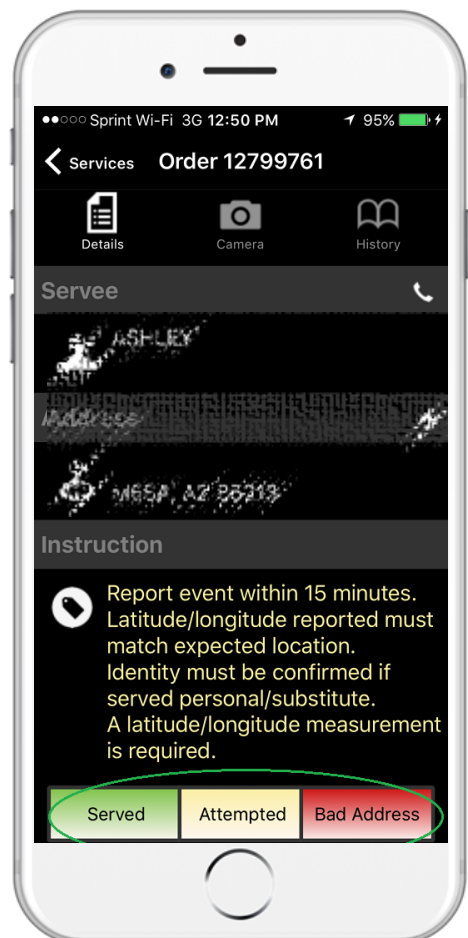 Sprint Wi-Fi 3G 12:50 PM 95%
Services Order 12799761
Details Camera History
Servee
ASHLEY
Address
MESA, AZ
Instruction
Report event within 15 minutes.
Latitude/longitude reported must
match expected location.
Identity must be confirmed if
served personal/substitute.
A latitude/longitude measurement
is required.
Served Attempted Bad Address